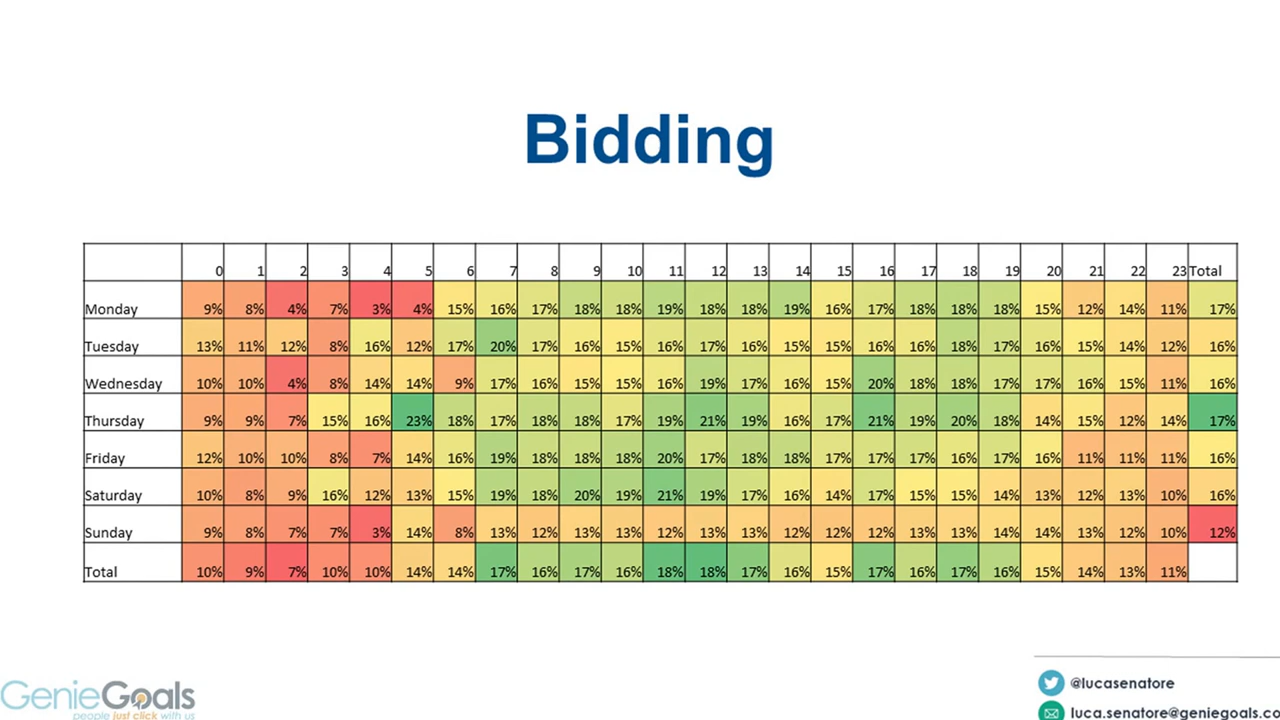 Bidding
0 1 2 3 4 5 6 7 8 9 10 11 12 13 14 15 16 17 18 19 20 21 22 23 Total
Monday 9% 8% 4% 7% 3% 4% 15% 16% 17% 18% 18% 19% 18% 18% 19% 16% 17% 18% 18% 18% 15% 12% 14% 11% 17%
Tuesday 13% 11% 12% 8% 16% 12% 17% 20% 17% 16% 15% 16% 17% 16% 15% 15% 16% 16% 18% 17% 16% 15% 14% 12% 16%
Wednesday 10% 10% 4% 8% 14% 14% 9% 17% 16% 15% 15% 16% 19% 17% 16% 16% 20% 18% 18% 17% 17% 16% 15% 11% 16%
Thursday 9% 9% 7% 15% 16% 23% 18% 17% 18% 18% 17% 19% 21% 19% 16% 17% 21% 19% 20% 18% 14% 15% 12% 14% 17%
Friday 12% 10% 10% 8% 7% 14% 16% 19% 18% 18% 18% 20% 17% 18% 18% 17% 17% 17% 16% 17% 16% 11% 11% 11% 16%
Saturday 10% 8% 9% 16% 12% 13% 15% 19% 18% 20% 19% 21% 19% 17% 16% 14% 17% 15% 15% 14% 13% 12% 13% 10% 16%
Sunday 9% 8% 7% 7% 3% 14% 8% 13% 12% 13% 13% 12% 13% 13% 12% 12% 12% 13% 13% 14% 14% 13% 12% 10% 12%
Total 10% 9% 7% 10% 10% 14% 14% 17% 16% 17% 16% 18% 18% 17% 16% 15% 17% 16% 17% 16% 15% 14% 13% 11%
GenieGoals
people just click with us
@lucasenatore
luca.senatore@geniegoals.co